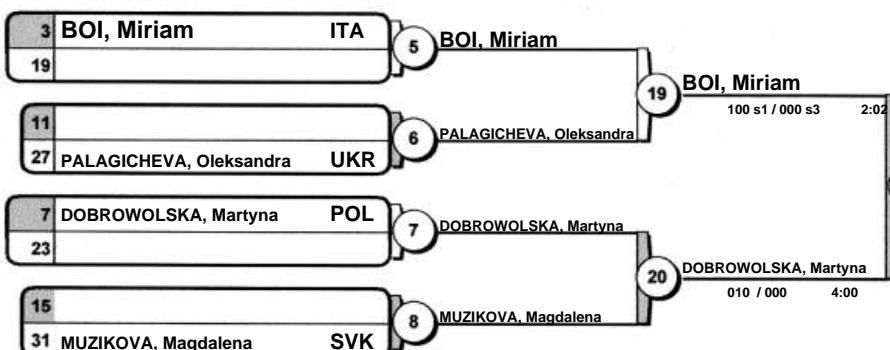 3 BOI, Miriam ITA
19
5
BOI, Miriam
11
27 PALAGICHEVA, Oleksandra UKR
6
PALAGICHEVA, Oleksandra
19
BOI, Miriam
100 s1 / 000 s3 2:02
7 DOBROWOLSKA, Martyna POL
23
7
DOBROWOLSKA, Martyna
15
31 MUZIKOVA, Magdalena SVK
8
MUZIKOVA, Magdalena
20
DOBROWOLSKA, Martyna
010 / 000 4:00